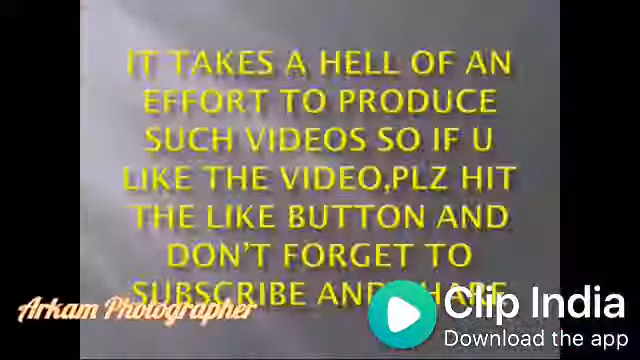 IT TAKES A HELL OF AN
EFFORT TO PRODUCE
SUCH VIDEOS SO IF U
LIKE THE VIDEO,PLZ HIT
THE LIKE BUTTON AND
DON'T FORGET TO
SUBSCRIBE AND SHARE
Arkam Photographer
Clip India
Download the app